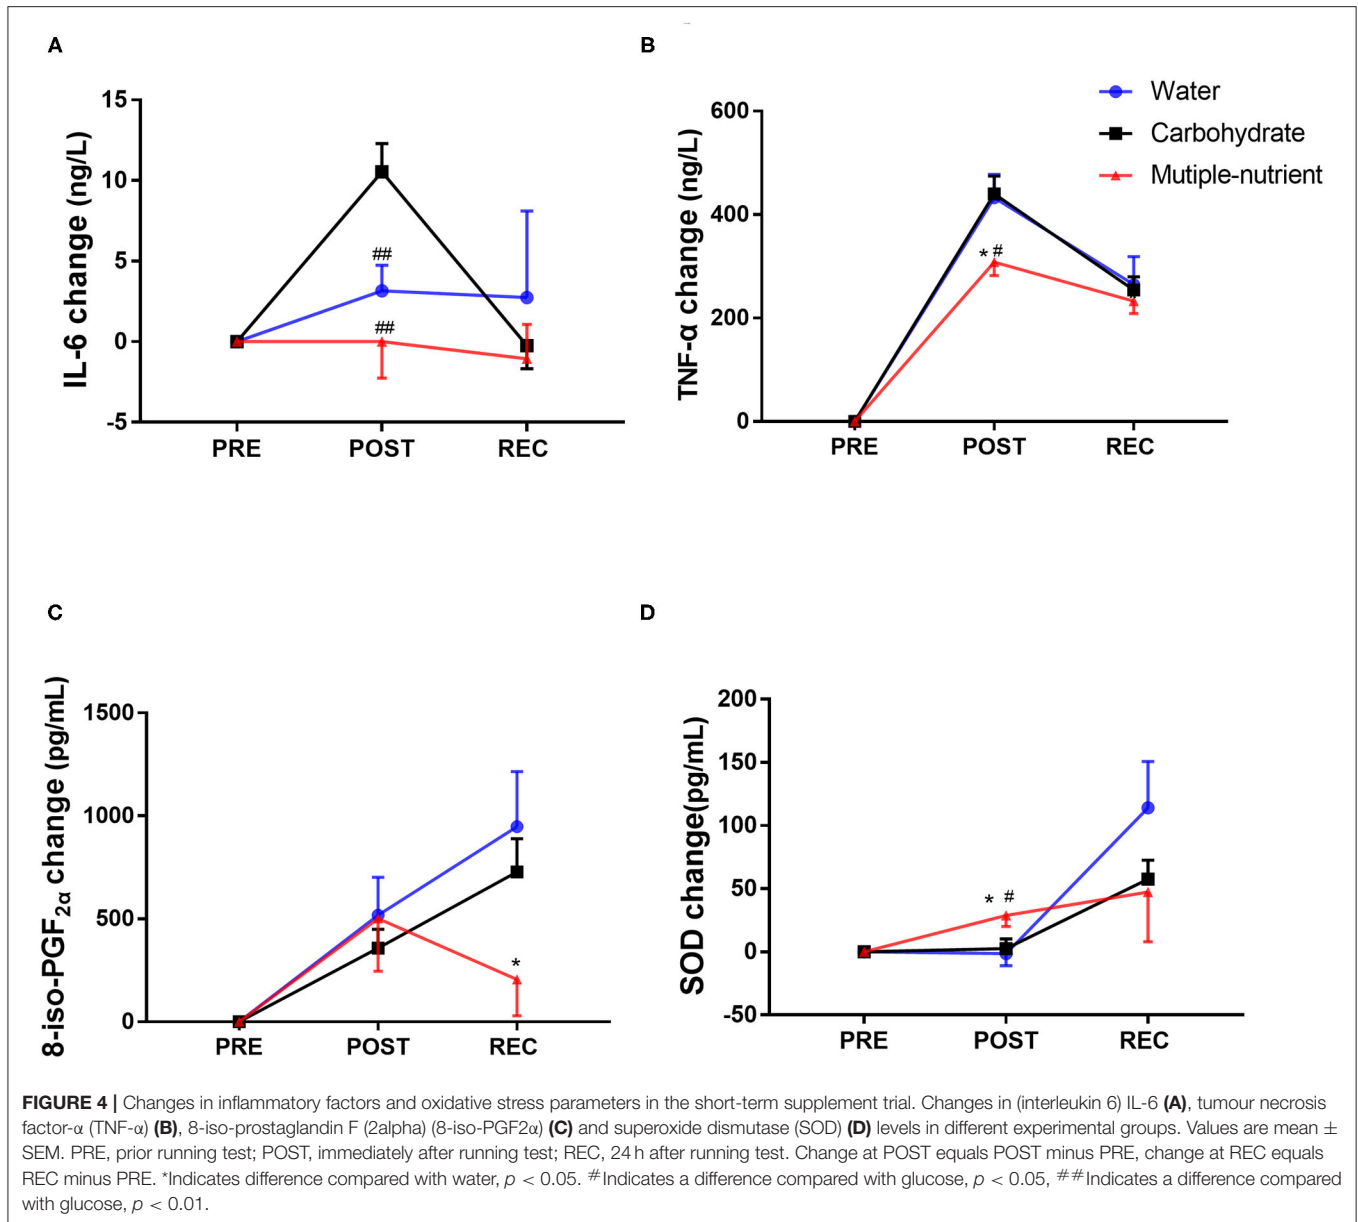 A
IL-6 change (ng/L)
15
10
5
0
-5
##
##
PRE POST REC
B
TNF-α change (ng/L)
600
400
200
0
* #
PRE POST REC
Water
Carbohydrate
Mutiple-nutrient
C
8-iso-PGF2α change (pg/mL)
1500
1000
500
0
*
PRE POST REC
D
SOD change(pg/mL)
200
150
100
50
0
-50
* #
PRE POST REC
FIGURE 4 | Changes in inflammatory factors and oxidative stress parameters in the short-term supplement trial. Changes in (interleukin 6) IL-6 (A), tumour necrosis
factor-α (TNF-α) (B), 8-iso-prostaglandin F (2alpha) (8-iso-PGF2α) (C) and superoxide dismutase (SOD) (D) levels in different experimental groups. Values are mean ±
SEM. PRE, prior running test; POST, immediately after running test; REC, 24 h after running test. Change at POST equals POST minus PRE, change at REC equals
REC minus PRE. *Indicates difference compared with water, p < 0.05. #Indicates a difference compared with glucose, p < 0.05, ##Indicates a difference compared
with glucose, p < 0.01.